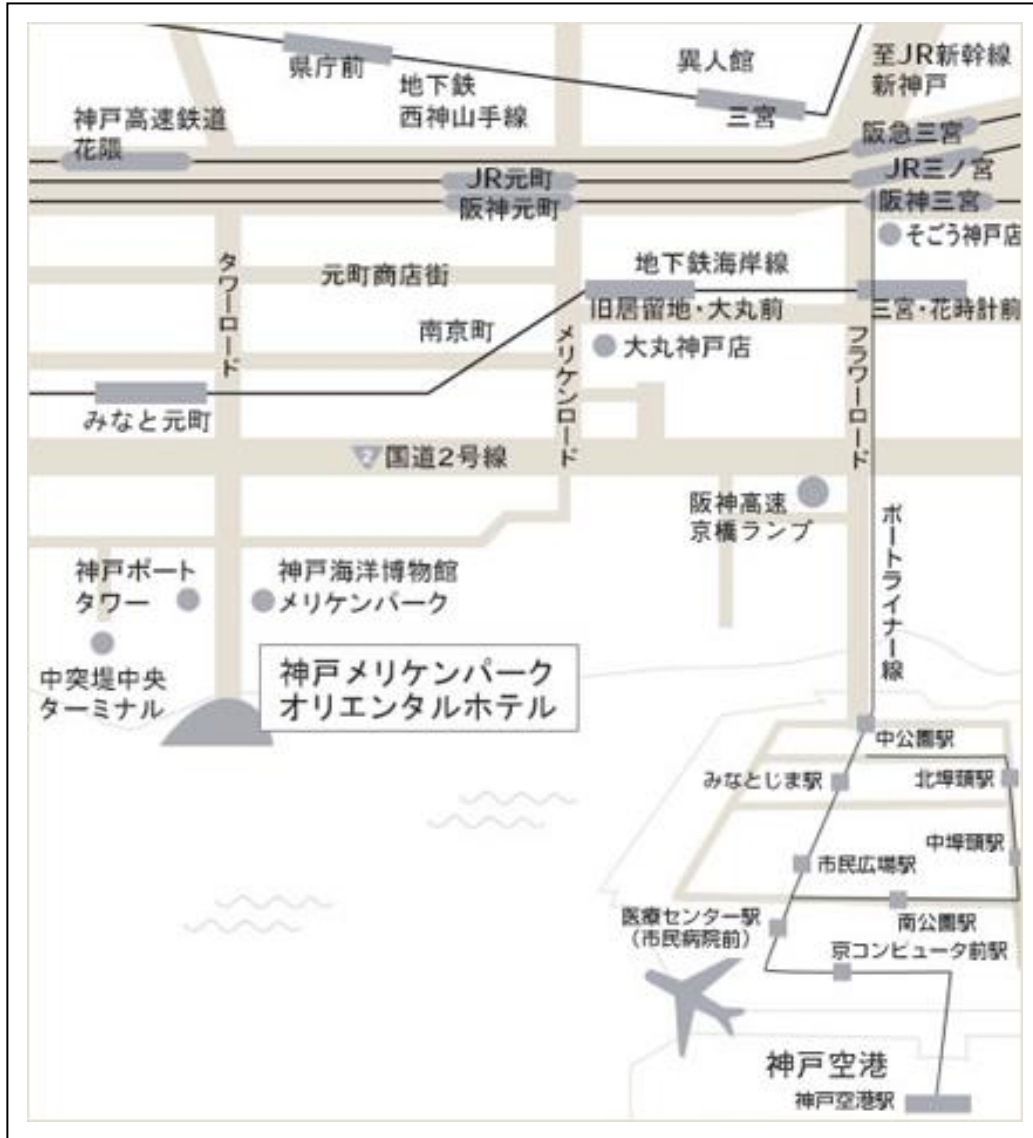 県庁前
地下鉄
西神山手線
異人館
三宮
至JR新幹線
新神戸
神戸高速鉄道
花隈
阪急三宮
JR元町
JR三ノ宮
阪神元町
阪神三宮
そごう神戸店
タワーロード
元町商店街
地下鉄海岸線
旧居留地・大丸前
三宮・花時計前
南京町
メリケンロード
大丸神戸店
フラワーロード
みなと元町
2
国道2号線
阪神高速
京橋ランプ
ポートライナー線
神戸ポート
タワー
神戸海洋博物館
メリケンパーク
中突堤中央
ターミナル
神戸メリケンパーク
オリエンタルホテル
中公園駅
みなとじま駅
北埠頭駅
中埠頭駅
市民広場駅
医療センター駅
(市民病院前)
南公園駅
京コンピュータ前駅
神戸空港
神戸空港駅